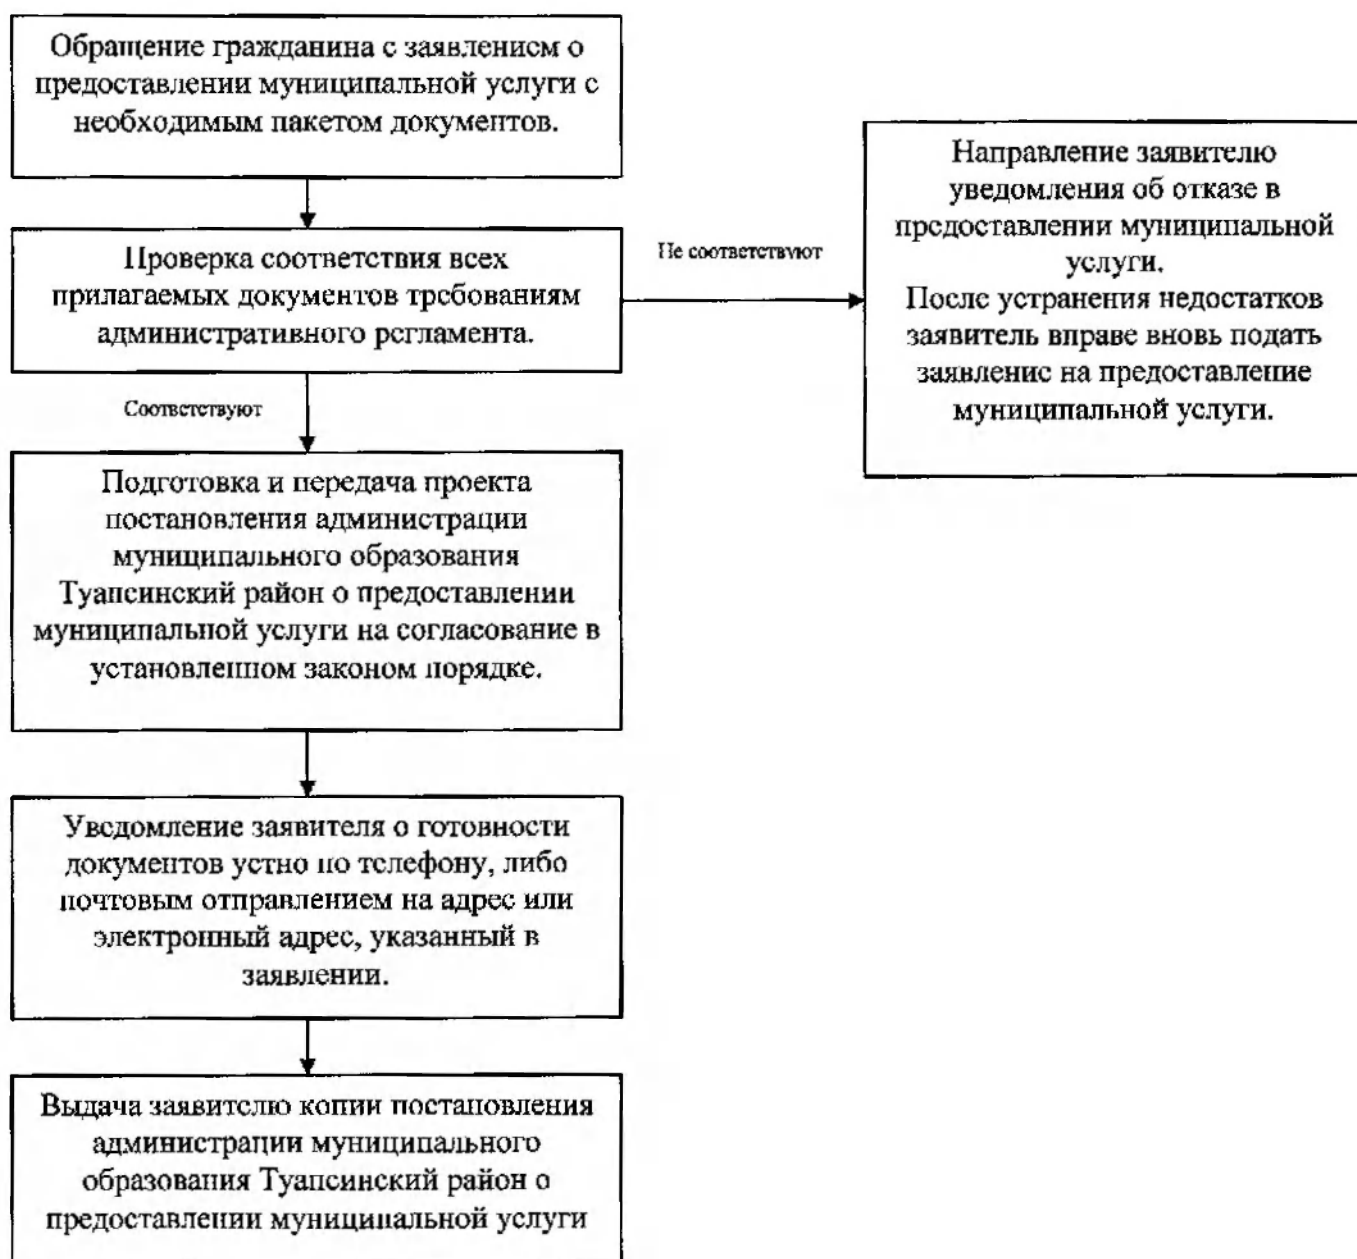 Обращение гражданина с заявлением о
предоставлении муниципальной услуги с
необходимым пакетом документов.
Проверка соответствия всех
прилагаемых документов требованиям
административного регламента.
Не соответствуют
Направление заявителю
уведомления об отказе в
предоставлении муниципальной
услуги.
После устранения недостатков
заявитель вправе вновь подать
заявление на предоставление
муниципальной услуги.
Соответствуют
Подготовка и передача проекта
постановления администрации
муниципального образования
Туапсинский район о предоставлении
муниципальной услуги на согласование в
установленном законом порядке.
Уведомление заявителя о готовности
документов устно по телефону, либо
почтовым отправлением на адрес или
электронный адрес, указанный в
заявлении.
Выдача заявителю копии постановления
администрации муниципального
образования Туапсинский район о
предоставлении муниципальной услуги